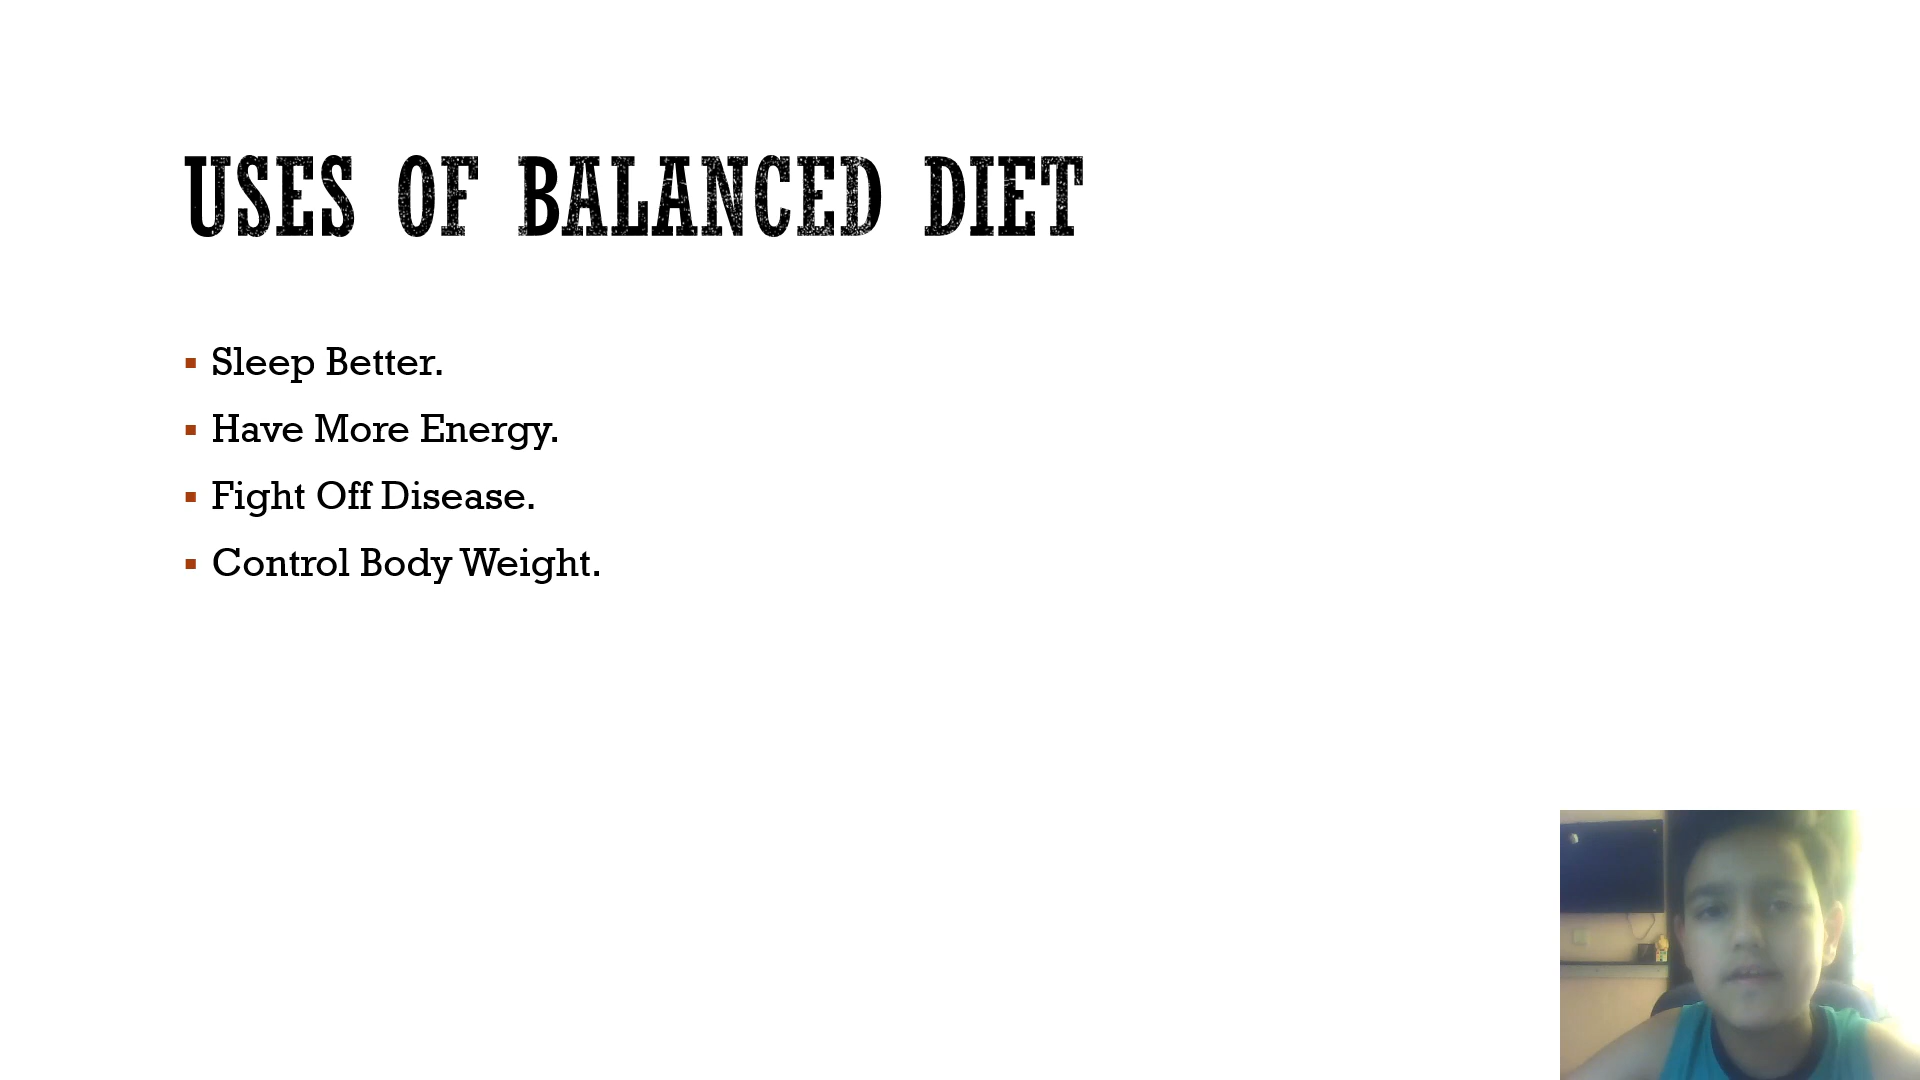 USES OF BALANCED DIET
Sleep Better.
Have More Energy.
Fight Off Disease.
Control Body Weight.